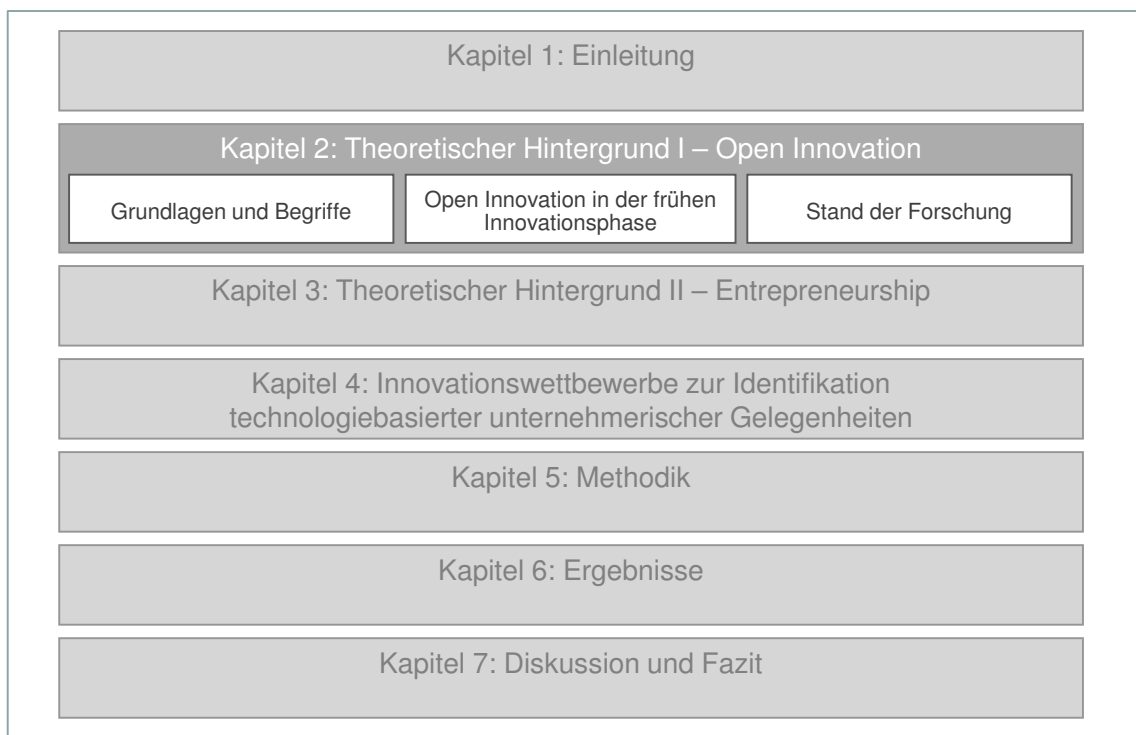 Kapitel 1: Einleitung
Kapitel 2: Theoretischer Hintergrund I – Open Innovation
Grundlagen und Begriffe
Open Innovation in der frühen
Innovationsphase
Stand der Forschung
Kapitel 3: Theoretischer Hintergrund II – Entrepreneurship
Kapitel 4: Innovationswettbewerbe zur Identifikation
technologiebasierter unternehmerischer Gelegenheiten
Kapitel 5: Methodik
Kapitel 6: Ergebnisse
Kapitel 7: Diskussion und Fazit